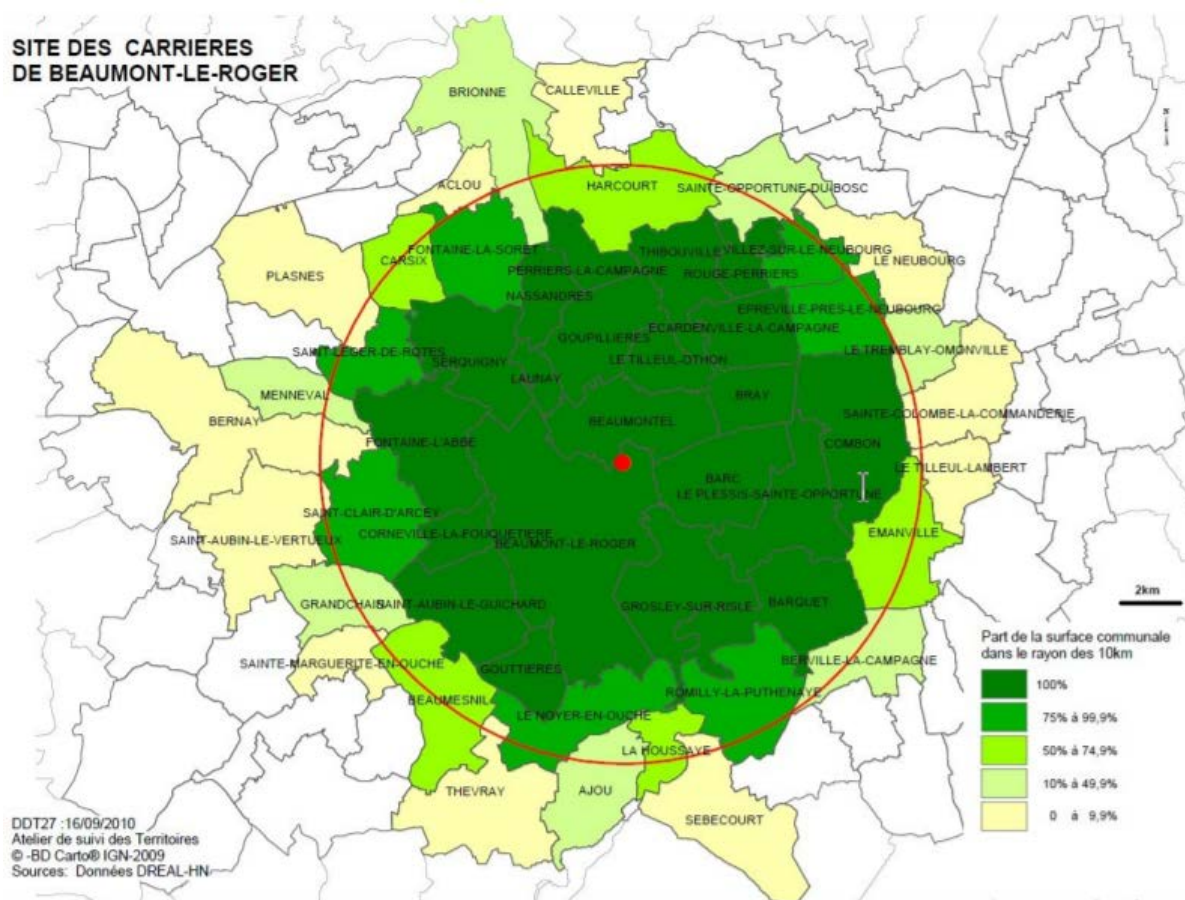 SITE DES CARRIERES
DE BEAUMONT-LE-ROGER
BRIONNE
CALLEVILLE
N
ACLOU
HARCOURT
SAINTE-OPPORTUNE-DU-BOSC
FONTAINE-LA-SORET
THIBOUVILLE
VILLEZ-SUR-LE-NEUBOURG
CARSIX
LE NEUBOURG
PLASNES
PERRIERS-LA-CAMPAGNE
ROUGE-PERRIERS
NASSANDRES
EPREVILLE-PRES-LE-NEUBOURG
GOUPILLIERES
ECARDENVILLE-LA-CAMPAGNE
SAINT-LEGER-DE-ROTES
SERQUIGNY
LE TILLEUL-OTHON
LE TREMBLAY-OMONVILLE
LAUNAY
MENNEVAL
BRAY
BERNAY
BEAUMONTEL
SAINTE-COLOMBE-LA-COMMANDERIE
FONTAINE-L'ABBE
COMBON
LE TILLEUL-LAMBERT
BARC
LE PLESSIS-SAINTE-OPPORTUNE
SAINT-CLAIR-D'ARCEY
CORNEVILLE-LA-FOUQUETIERE
EMANVILLE
SAINT-AUBIN-LE-VERTUEUX
BEAUMONT-LE-ROGER
GRANDCHAIN
SAINT-AUBIN-LE-GUICHARD
GROSLEY-SUR-RISLE
BARQUET
2km
SAINTE-MARGUERITE-EN-OUCHE
GOUTTIERES
BERVILLE-LA-CAMPAGNE
BEAUMESNIL
ROMILLY-LA-PUTHENAYE
LE NOYER-EN-OUCHE
LA HOUSSAYE
THEVRAY
AJOU
SEBECOURT
Part de la surface communale
dans le rayon des 10km
100%
75% à 99,9%
50% à 74,9%
10% à 49,9%
0 à 9,9%
DDT27 :16/09/2010
Atelier de suivi des Territoires
© -BD Carto® IGN-2009
Sources: Données DREAL-HN